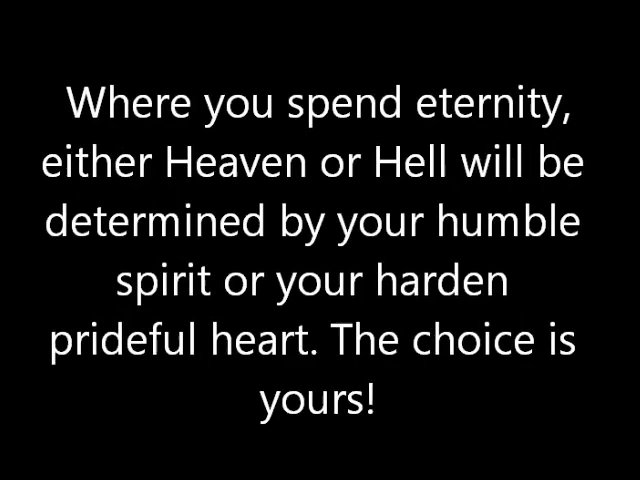 Where you spend eternity,
either Heaven or Hell will be
determined by your humble
spirit or your harden
prideful heart. The choice is
yours!